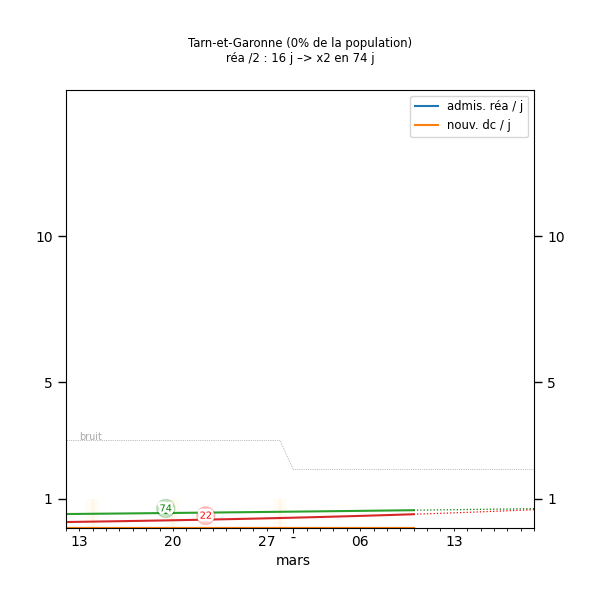 Tarn-et-Garonne (0% de la population)
réa /2 : 16 j –> x2 en 74 j
admis. réa / j
nouv. dc / j
10
10
5
5
bruit
1
1
74
22
13
20
27
-
06
13
mars